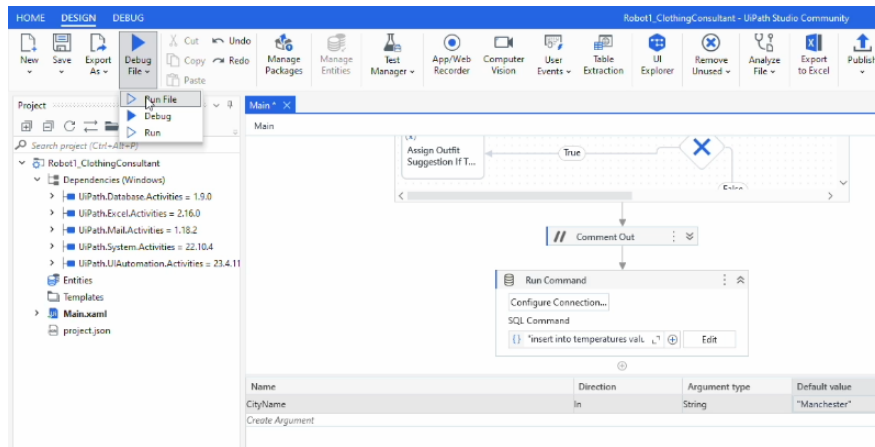 HOME DESIGN DEBUG Robot1_ClothingConsultant - UiPath Studio Community
New Save Export As Debug File Cut Copy Paste Undo Redo Manage Packages Manage Entities Test Manager App/Web Recorder Computer Vision User Events Table Extraction UI Explorer Remove Unused Analyze File Export to Excel Publish
Run File
Debug
Run
Project
Search project (Ctrl+Alt+P)
Robot1_ClothingConsultant
Dependencies (Windows)
UiPath.Database.Activities = 1.9.0
UiPath.Excel.Activities = 2.16.0
UiPath.Mail.Activities = 1.18.2
UiPath.System.Activities = 22.10.4
UiPath.UIAutomation.Activities = 23.4.11
Entities
Templates
Main.xaml
project.json
Main *
Main
Assign Outfit
Suggestion If T...
True
False
// Comment Out
Run Command
Configure Connection...
SQL Command
"insert into temperatures valu Edit
Name Direction Argument type Default value
CityName In String "Manchester"
Create Argument